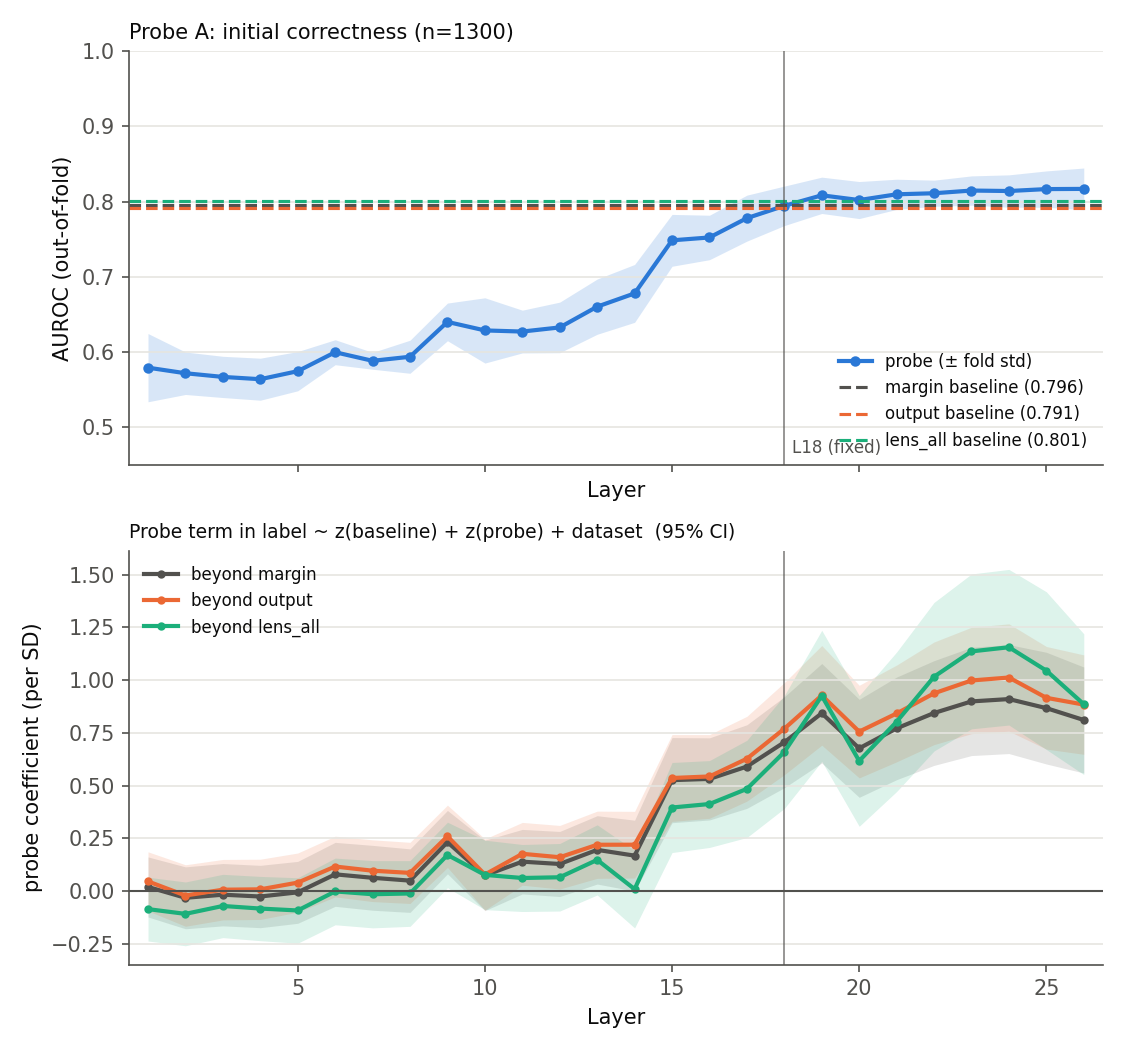 Probe A: initial correctness (n=1300)
1.0
0.9
0.8
0.7
0.6
0.5
AUROC (out-of-fold)
probe (± fold std)
margin baseline (0.796)
output baseline (0.791)
lens_all baseline (0.801)
L18 (fixed)
Layer
Probe term in label ~ z(baseline) + z(probe) + dataset (95% CI)
beyond margin
beyond output
beyond lens_all
1.50
1.25
1.00
0.75
0.50
0.25
0.00
−0.25
probe coefficient (per SD)
5 10 15 20 25
Layer